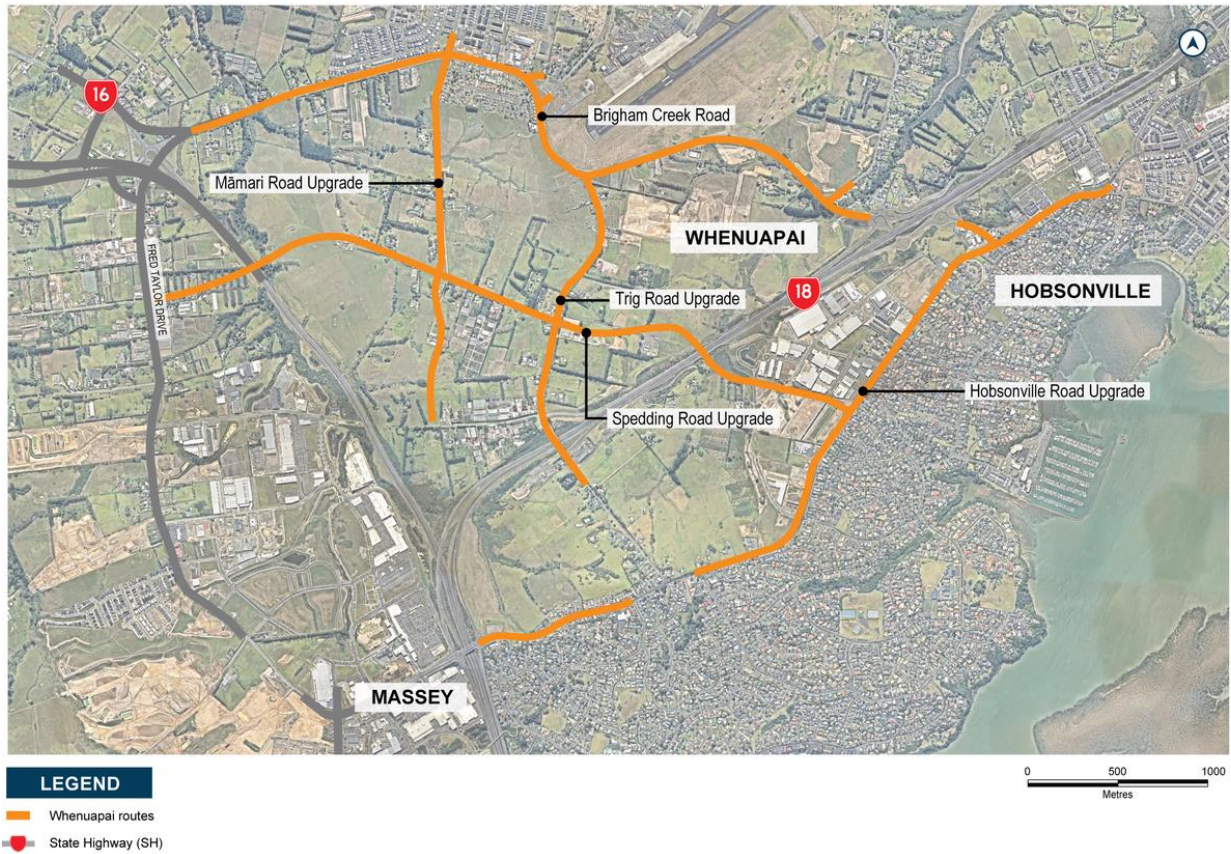 16
Brigham Creek Road
Māmari Road Upgrade
WHENUAPAI
FRED TAYLOR DRIVE
Trig Road Upgrade
18
HOBSONVILLE
Spedding Road Upgrade
Hobsonville Road Upgrade
MASSEY
LEGEND
Whenuapai routes
State Highway (SH)
0 500 1000
Metres